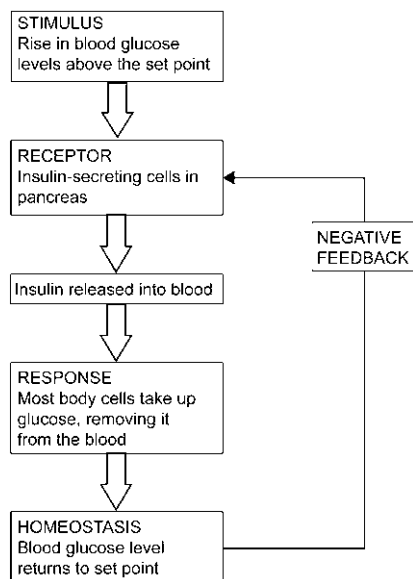 STIMULUS
Rise in blood glucose
levels above the set point
RECEPTOR
Insulin-secreting cells in
pancreas
NEGATIVE
FEEDBACK
Insulin released into blood
RESPONSE
Most body cells take up
glucose, removing it
from the blood
HOMEOSTASIS
Blood glucose level
returns to set point